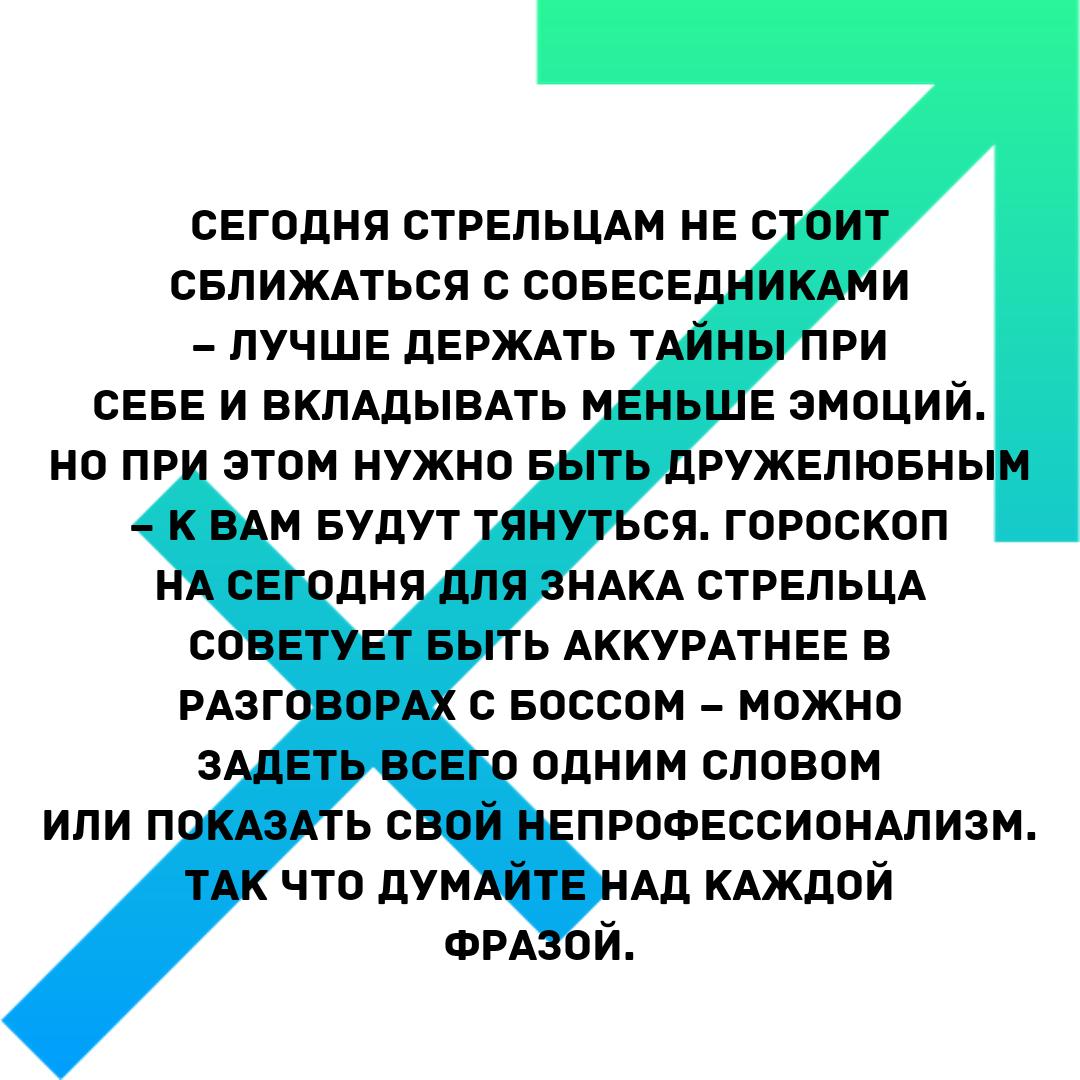 СЕГОДНЯ СТРЕЛЬЦАМ НЕ СТОИТ
СБЛИЖАТЬСЯ С СОБЕСЕДНИКАМИ
– ЛУЧШЕ ДЕРЖАТЬ ТАЙНЫ ПРИ
СЕБЕ И ВКЛАДЫВАТЬ МЕНЬШЕ ЭМОЦИЙ.
НО ПРИ ЭТОМ НУЖНО БЫТЬ ДРУЖЕЛЮБНЫМ
– К ВАМ БУДУТ ТЯНУТЬСЯ. ГОРОСКОП
НА СЕГОДНЯ ДЛЯ ЗНАКА СТРЕЛЬЦА
СОВЕТУЕТ БЫТЬ АККУРАТНЕЕ В
РАЗГОВОРАХ С БОССОМ – МОЖНО
ЗАДЕТЬ ВСЕГО ОДНИМ СЛОВОМ
ИЛИ ПОКАЗАТЬ СВОЙ НЕПРОФЕССИОНАЛИЗМ.
ТАК ЧТО ДУМАЙТЕ НАД КАЖДОЙ
ФРАЗОЙ.